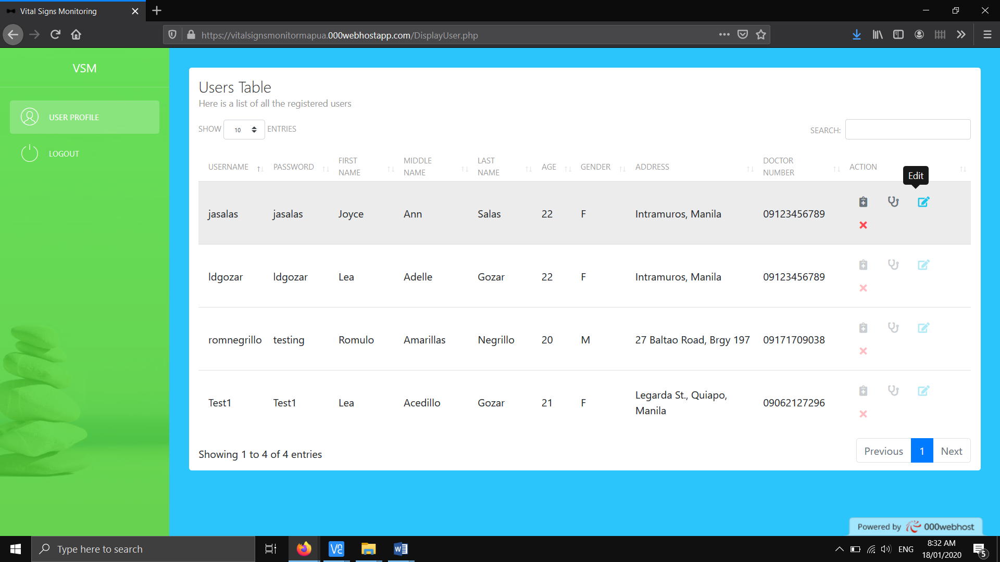 Vital Signs Monitoring
https://vitalsignsmonitormapua.000webhostapp.com/DisplayUser.php
VSM
USER PROFILE
LOGOUT
Users Table
Here is a list of all the registered users
SHOW 10 ENTRIES
SEARCH:
USERNAME PASSWORD FIRST NAME MIDDLE NAME LAST NAME AGE GENDER ADDRESS DOCTOR NUMBER ACTION
Edit
jasalas jasalas Joyce Ann Salas 22 F Intramuros, Manila 09123456789
ldgozar ldgozar Lea Adelle Gozar 22 F Intramuros, Manila 09123456789
romnegrillo testing Romulo Amarillas Negrillo 20 M 27 Baltao Road, Brgy 197 09171709038
Test1 Test1 Lea Acedillo Gozar 21 F Legarda St., Quiapo, Manila 09062127296
Showing 1 to 4 of 4 entries
Previous 1 Next
Powered by 000webhost
Type here to search
ENG
8:32 AM
18/01/2020
5